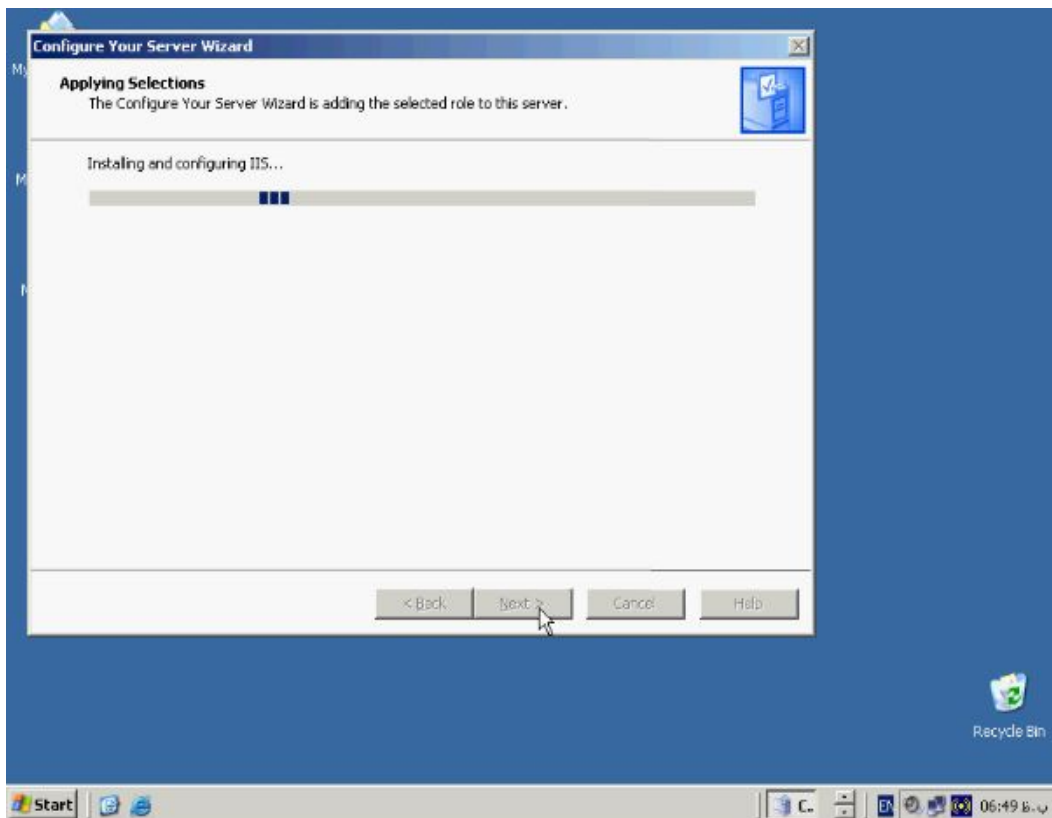 Configure Your Server Wizard
Applying Selections
The Configure Your Server Wizard is adding the selected role to this server.
Installing and configuring IIS...
< Back
Next >
Cancel
Help
Recycle Bin
Start
C..
EN
06:49 ب.ظ